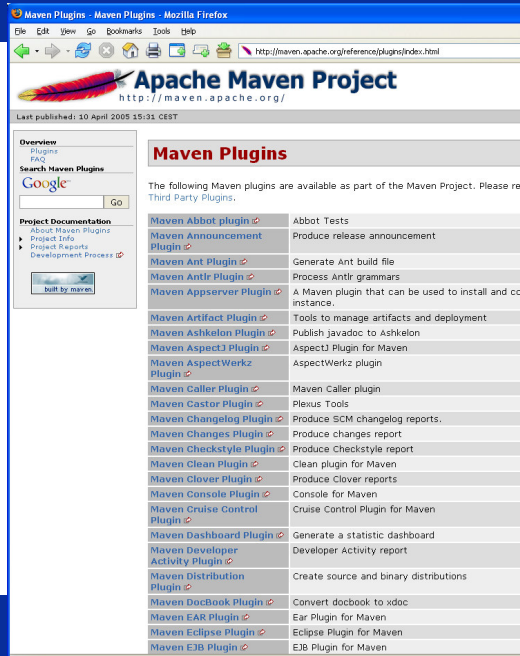 Maven Plugins - Maven Plugins - Mozilla Firefox
File Edit View Go Bookmarks Tools Help
http://maven.apache.org/reference/plugins/index.html
Apache Maven Project
http://maven.apache.org/
Last published: 10 April 2005 15:31 CEST
Overview
Plugins
FAQ
Search Maven Plugins
Google
Go
Project Documentation
About Maven Plugins
Project Info
Project Reports
Development Process
built by maven
Maven Plugins
The following Maven plugins are available as part of the Maven Project. Please re
Third Party Plugins.
Maven Abbot plugin Abbot Tests
Maven Announcement Produce release announcement
Plugin
Maven Ant Plugin Generate Ant build file
Maven Antlr Plugin Process Antlr grammars
Maven Appserver Plugin A Maven plugin that can be used to install and co
instance.
Maven Artifact Plugin Tools to manage artifacts and deployment
Maven Ashkelon Plugin Publish javadoc to Ashkelon
Maven AspectJ Plugin AspectJ Plugin for Maven
Maven AspectWerkz AspectWerkz plugin
Plugin
Maven Caller Plugin Maven Caller plugin
Maven Castor Plugin Plexus Tools
Maven Changelog Plugin Produce SCM changelog reports.
Maven Changes Plugin Produce changes report
Maven Checkstyle Plugin Produce Checkstyle report
Maven Clean Plugin Clean plugin for Maven
Maven Clover Plugin Produce Clover reports
Maven Console Plugin Console for Maven
Maven Cruise Control Cruise Control Plugin for Maven
Plugin
Maven Dashboard Plugin Generate a statistic dashboard
Maven Developer Developer Activity report
Activity Plugin
Maven Distribution Create source and binary distributions
Plugin
Maven DocBook Plugin Convert docbook to xdoc
Maven EAR Plugin Ear Plugin for Maven
Maven Eclipse Plugin Eclipse Plugin for Maven
Maven EJB Plugin EJB Plugin for Maven